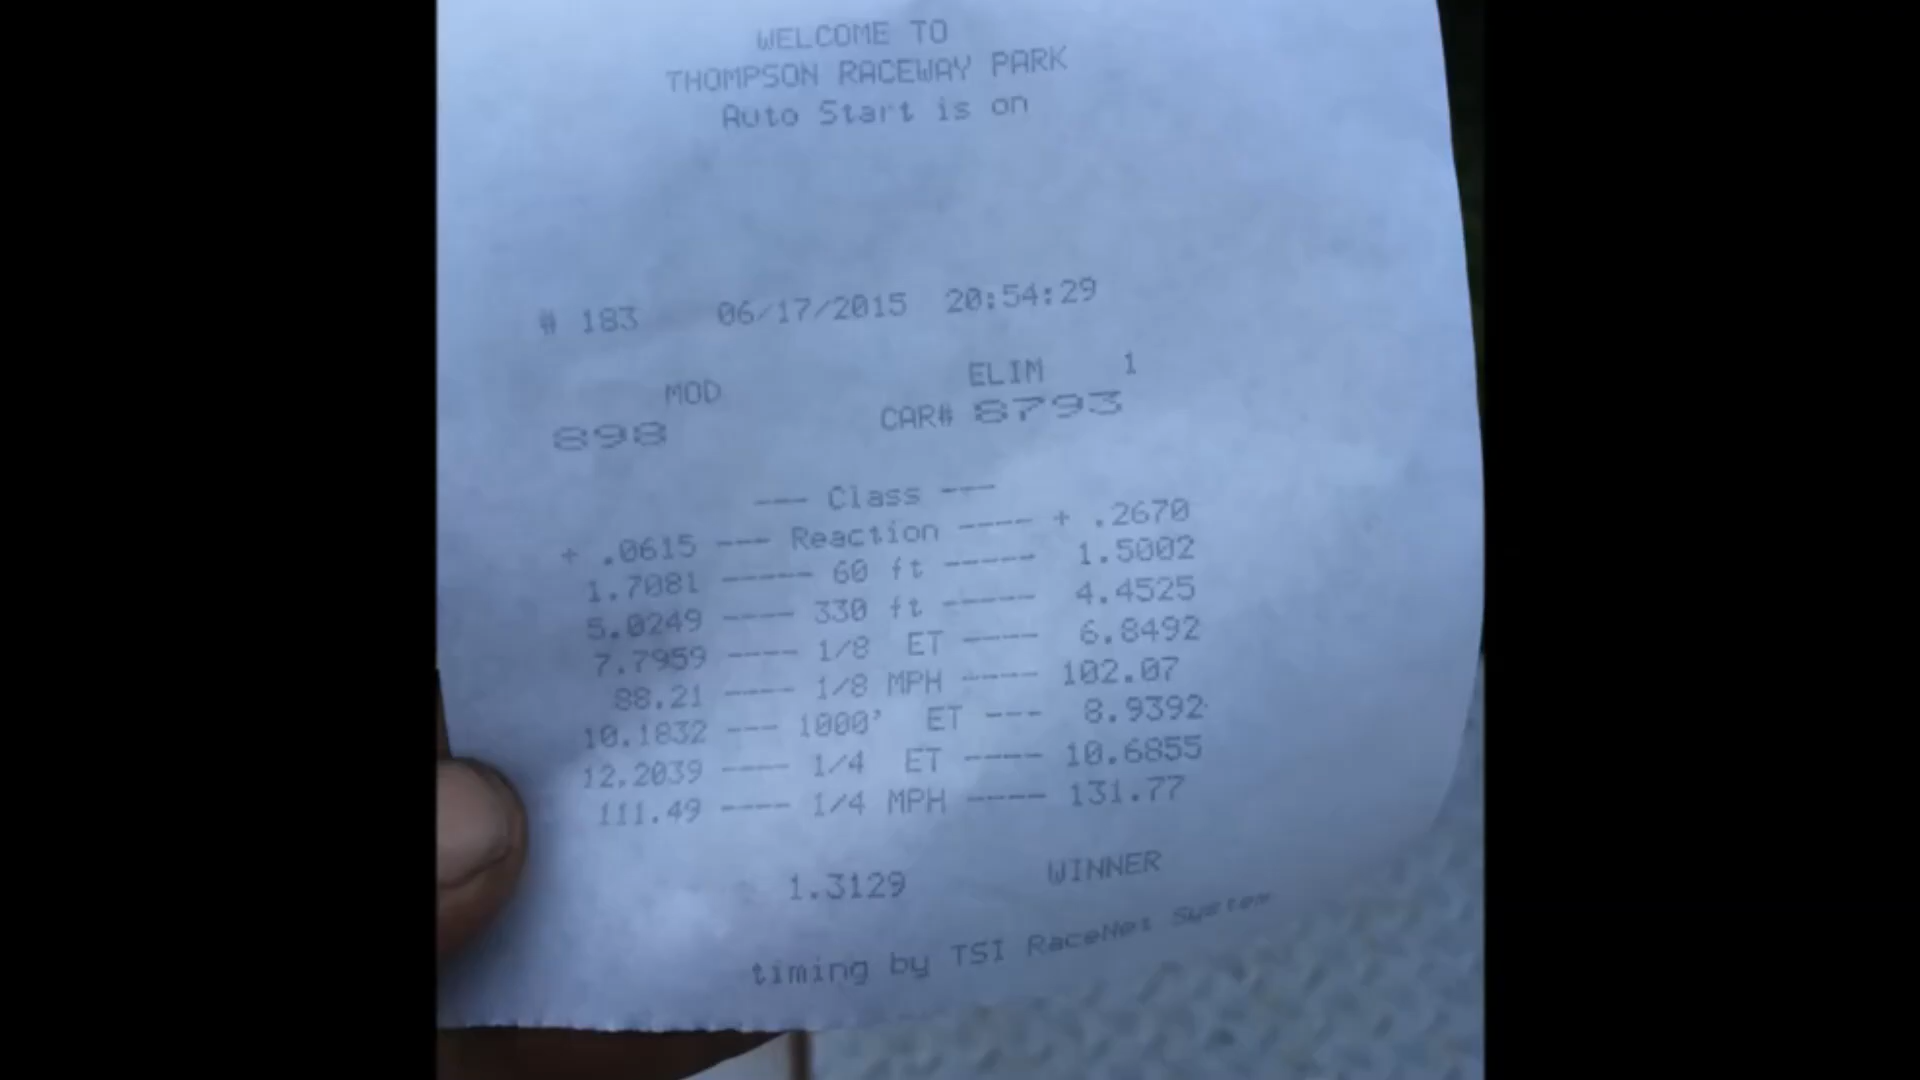 WELCOME TO
THOMPSON RACEWAY PARK
Auto Start is on
# 183 06/17/2015 20:54:29
MOD ELIM 1
898 CAR# 8793
--- Class ---
+ .0615 --- Reaction ---- + .2670
1.7081 ----- 60 ft ----- 1.5002
5.0249 ---- 330 ft ----- 4.4525
7.7959 ---- 1/8 ET ---- 6.8492
88.21 ---- 1/8 MPH ---- 102.07
10.1832 --- 1000' ET --- 8.9392
12.2039 ---- 1/4 ET ---- 10.6855
111.49 ---- 1/4 MPH ---- 131.77
1.3129 WINNER
timing by TSI RaceNet System